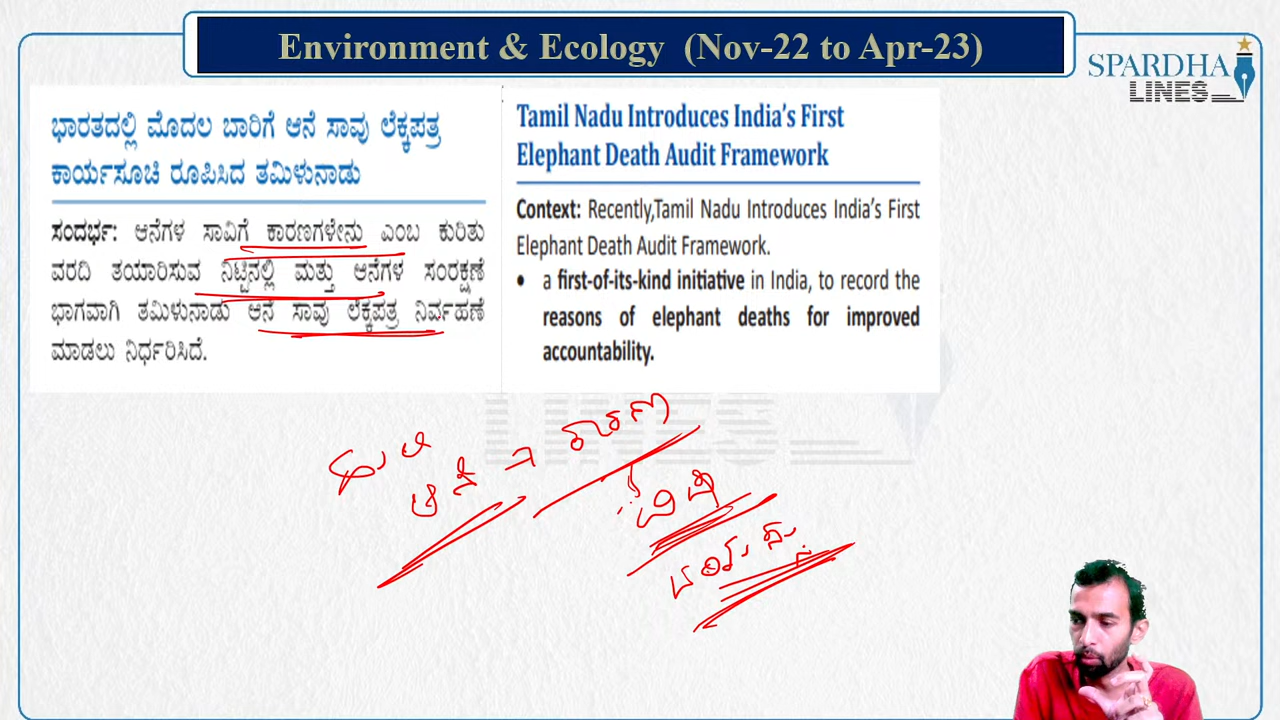 Environment & Ecology (Nov-22 to Apr-23)
SPARDHA
LINES
ಭಾರತದಲ್ಲಿ ಮೊದಲ ಬಾರಿಗೆ ಆನೆ ಸಾವು ಲೆಕ್ಕಪತ್ರ
ಕಾರ್ಯಸೂಚಿ ರೂಪಿಸಿದ ತಮಿಳುನಾಡು
ಸಂದರ್ಭ: ಆನೆಗಳ ಸಾವಿಗೆ ಕಾರಣಗಳೇನು ಎಂಬ ಕುರಿತು
ವರದಿ ತಯಾರಿಸುವ ನಿಟ್ಟಿನಲ್ಲಿ ಮತ್ತು ಆನೆಗಳ ಸಂರಕ್ಷಣೆ
ಭಾಗವಾಗಿ ತಮಿಳುನಾಡು ಆನೆ ಸಾವು ಲೆಕ್ಕಪತ್ರ ನಿರ್ವಹಣೆ
ಮಾಡಲು ನಿರ್ಧರಿಸಿದೆ.
Tamil Nadu Introduces India's First
Elephant Death Audit Framework
Context: Recently,Tamil Nadu Introduces India's First
Elephant Death Audit Framework.
• a first-of-its-kind initiative in India, to record the
reasons of elephant deaths for improved
accountability.
LINES
ಆನೆ ಕಾರಣ